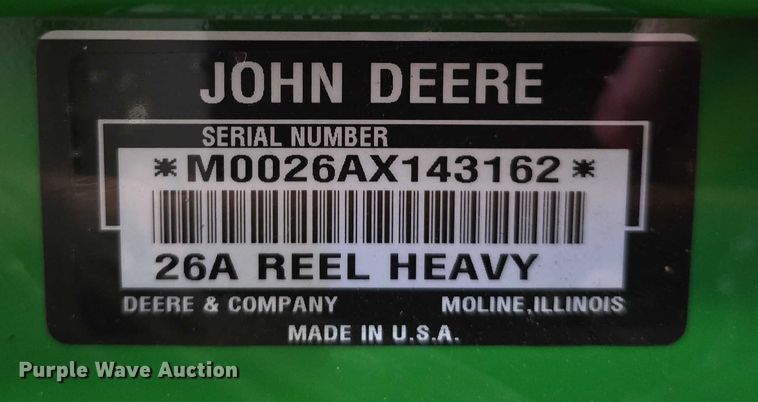 JOHN DEERE
SERIAL NUMBER
*M0026AX143162*
26A REEL HEAVY
DEERE & COMPANY MOLINE, ILLINOIS
MADE IN U.S.A.
Purple Wave Auction